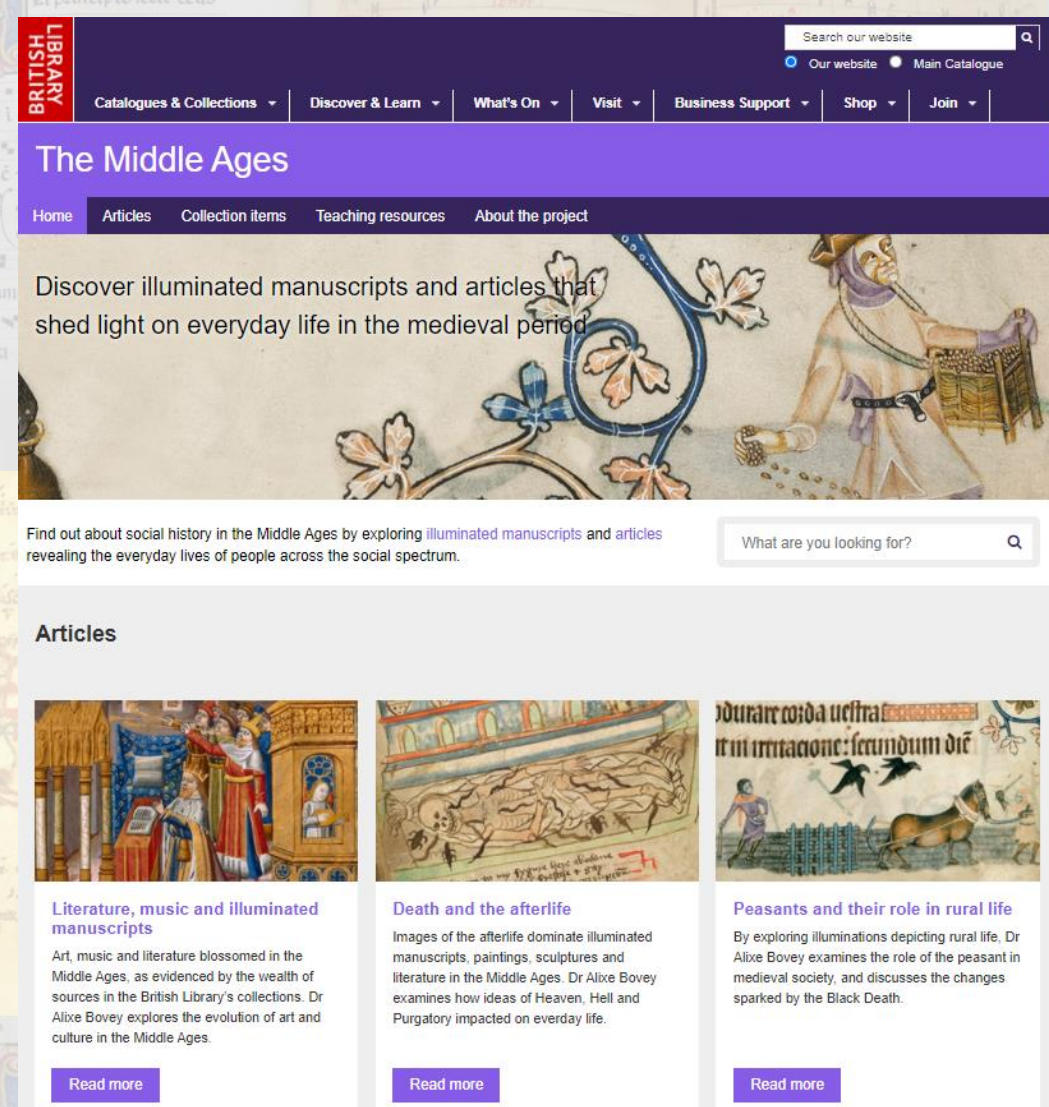 BRITISH
LIBRARY
Search our website
Our website Main Catalogue
Catalogues & Collections Discover & Learn What's On Visit Business Support Shop Join
The Middle Ages
Home Articles Collection items Teaching resources About the project
Discover illuminated manuscripts and articles that
shed light on everyday life in the medieval period
Find out about social history in the Middle Ages by exploring illuminated manuscripts and articles
revealing the everyday lives of people across the social spectrum.
What are you looking for?
Articles
corda uestra
secundum diē
Literature, music and illuminated
manuscripts
Art, music and literature blossomed in the
Middle Ages, as evidenced by the wealth of
sources in the British Library's collections. Dr
Alixe Bovey explores the evolution of art and
culture in the Middle Ages.
Read more
Death and the afterlife
Images of the afterlife dominate illuminated
manuscripts, paintings, sculptures and
literature in the Middle Ages. Dr Alixe Bovey
examines how ideas of Heaven, Hell and
Purgatory impacted on everday life.
Read more
Peasants and their role in rural life
By exploring illuminations depicting rural life, Dr
Alixe Bovey examines the role of the peasant in
medieval society, and discusses the changes
sparked by the Black Death.
Read more